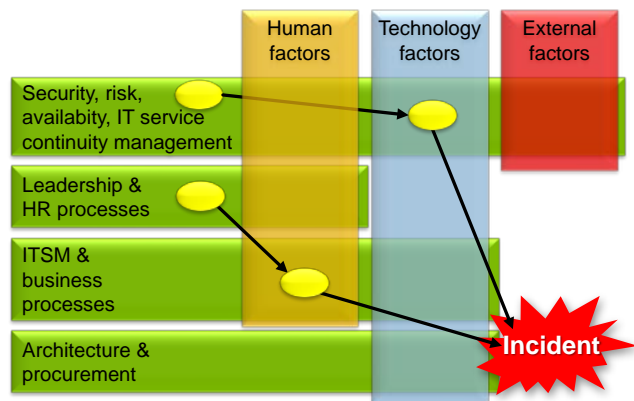 Human
factors
Technology
factors
External
factors
Security, risk,
availabity, IT service
continuity management
Leadership &
HR processes
ITSM &
business
processes
Architecture &
procurement
Incident